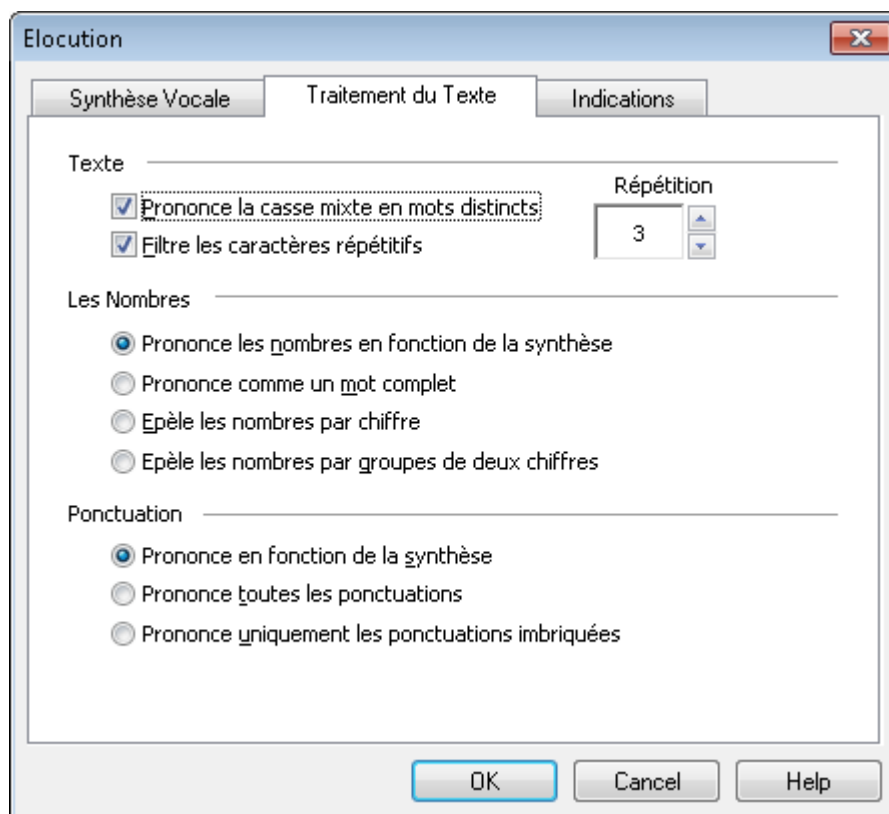 Elocution
Synthèse Vocale
Traitement du Texte
Indications
Texte
Répétition
Prononce la casse mixte en mots distincts
3
Filtre les caractères répétitifs
Les Nombres
Prononce les nombres en fonction de la synthèse
Prononce comme un mot complet
Epèle les nombres par chiffre
Epèle les nombres par groupes de deux chiffres
Ponctuation
Prononce en fonction de la synthèse
Prononce toutes les ponctuations
Prononce uniquement les ponctuations imbriquées
OK
Cancel
Help